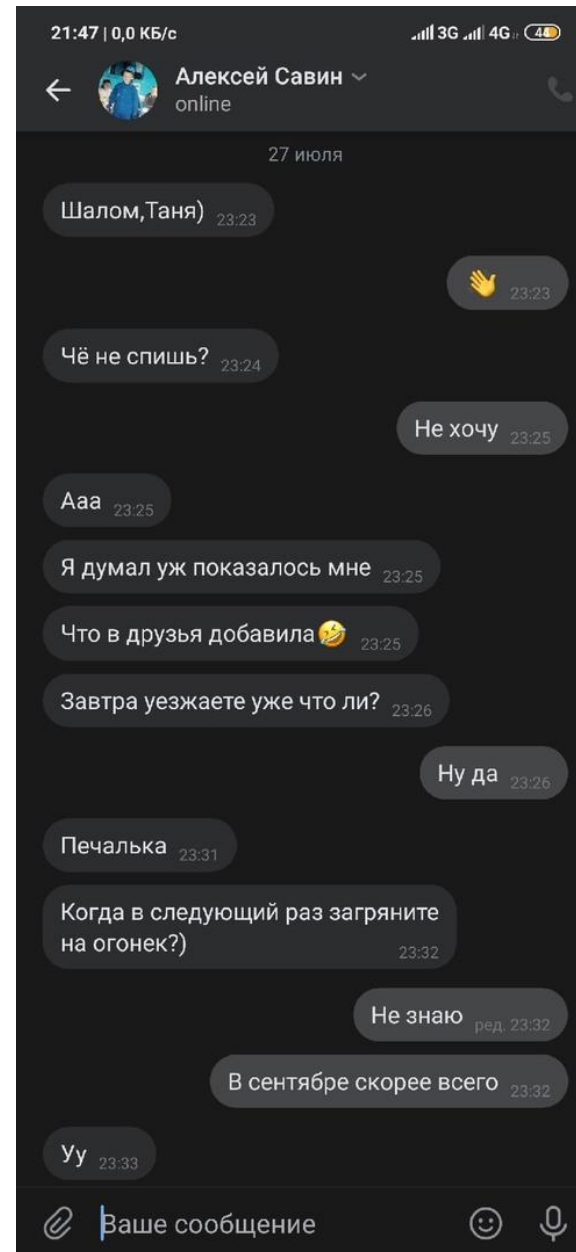 21:47 | 0,0 КБ/с 3G 4G 44
Алексей Савин
online
27 июля
Шалом,Таня) 23:23
👋 23:23
Чё не спишь? 23:24
Не хочу 23:25
Ааа 23:25
Я думал уж показалось мне 23:25
Что в друзья добавила🤣 23:25
Завтра уезжаете уже что ли? 23:26
Ну да 23:26
Печалька 23:31
Когда в следующий раз загряните
на огонек?) 23:32
Не знаю ред. 23:32
В сентябре скорее всего 23:32
Уу 23:33
Ваше сообщение